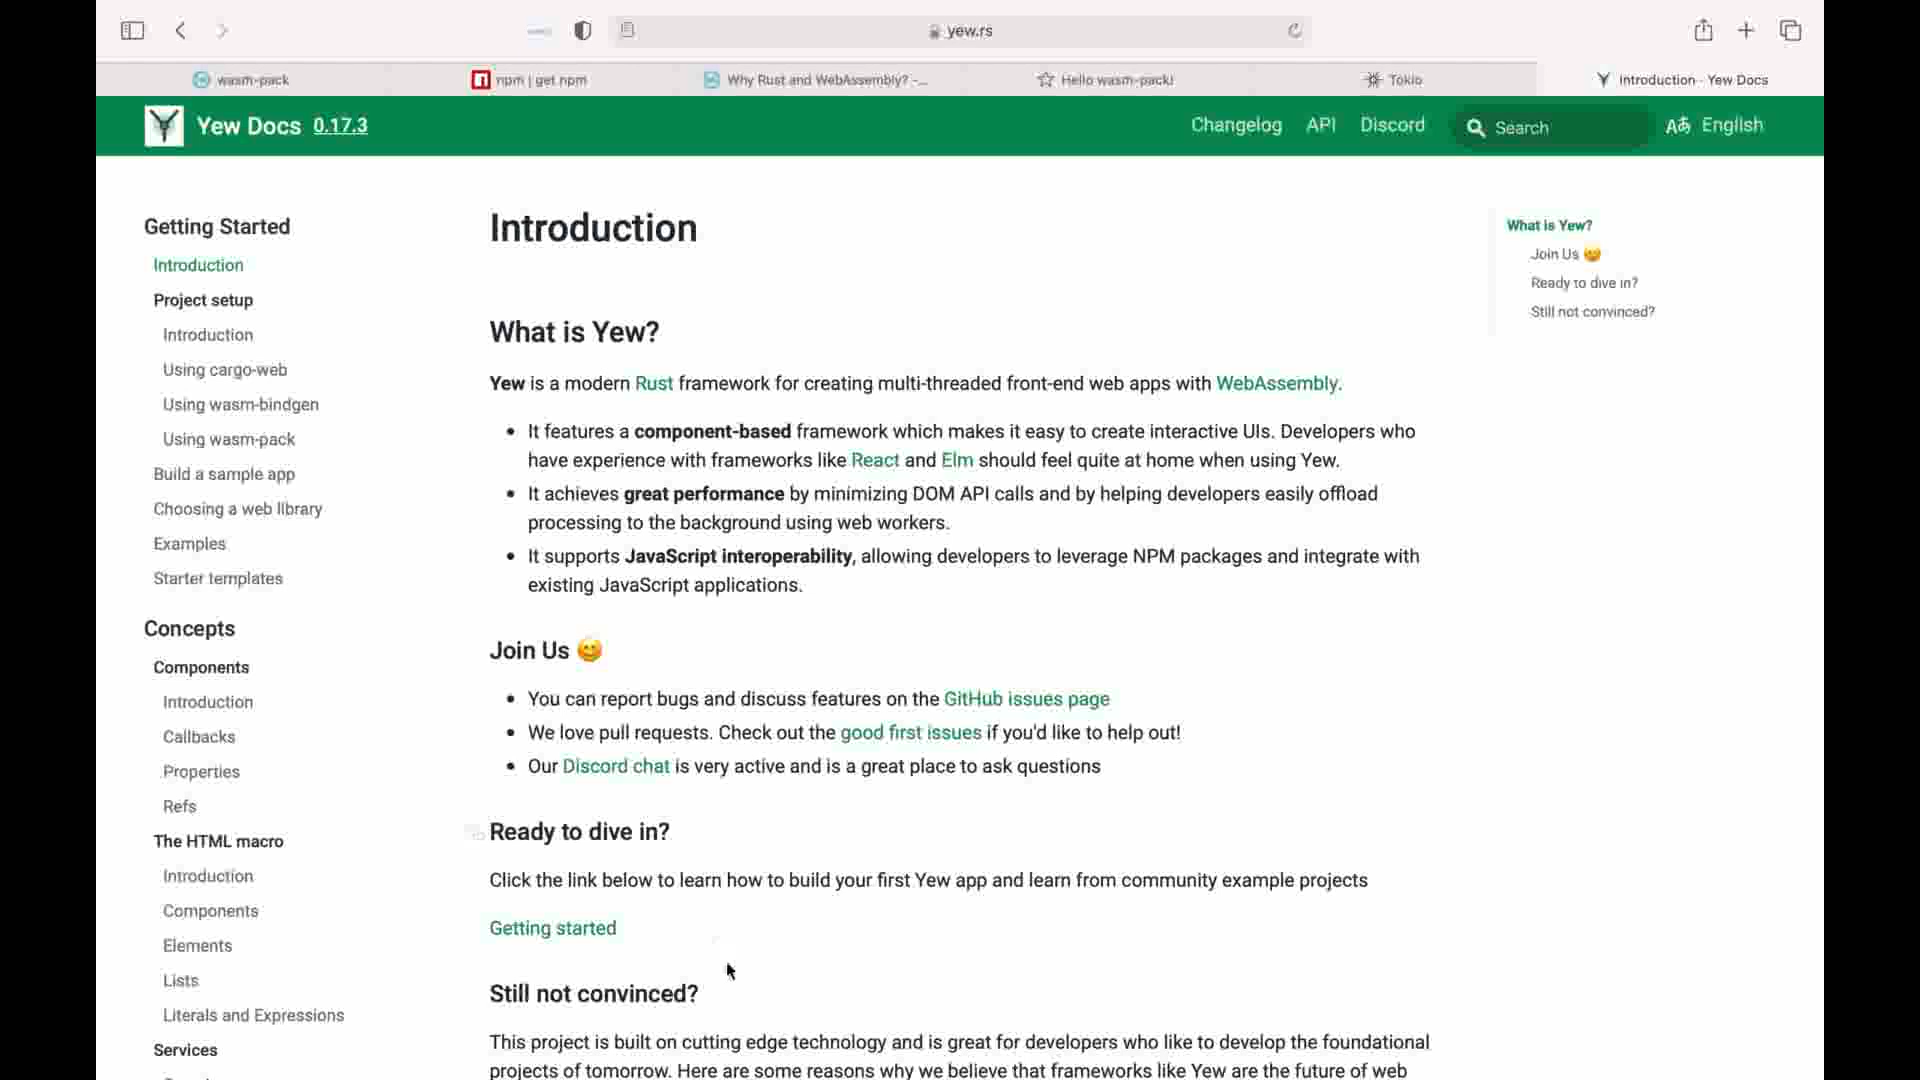 yew.rs
wasm-pack
npm | get npm
Why Rust and WebAssembly? -...
Hello wasm-pack!
Tokio
Introduction · Yew Docs
Yew Docs 0.17.3
Changelog
API
Discord
Search
Aあ English
Getting Started
Introduction
Project setup
Introduction
Using cargo-web
Using wasm-bindgen
Using wasm-pack
Build a sample app
Choosing a web library
Examples
Starter templates
Concepts
Components
Introduction
Callbacks
Properties
Refs
The HTML macro
Introduction
Components
Elements
Lists
Literals and Expressions
Services
Introduction
What is Yew?
Yew is a modern Rust framework for creating multi-threaded front-end web apps with WebAssembly.
• It features a component-based framework which makes it easy to create interactive UIs. Developers who
have experience with frameworks like React and Elm should feel quite at home when using Yew.
• It achieves great performance by minimizing DOM API calls and by helping developers easily offload
processing to the background using web workers.
• It supports JavaScript interoperability, allowing developers to leverage NPM packages and integrate with
existing JavaScript applications.
Join Us 😊
• You can report bugs and discuss features on the GitHub issues page
• We love pull requests. Check out the good first issues if you'd like to help out!
• Our Discord chat is very active and is a great place to ask questions
Ready to dive in?
Click the link below to learn how to build your first Yew app and learn from community example projects
Getting started
Still not convinced?
This project is built on cutting edge technology and is great for developers who like to develop the foundational
projects of tomorrow. Here are some reasons why we believe that frameworks like Yew are the future of web
What is Yew?
Join Us 😊
Ready to dive in?
Still not convinced?